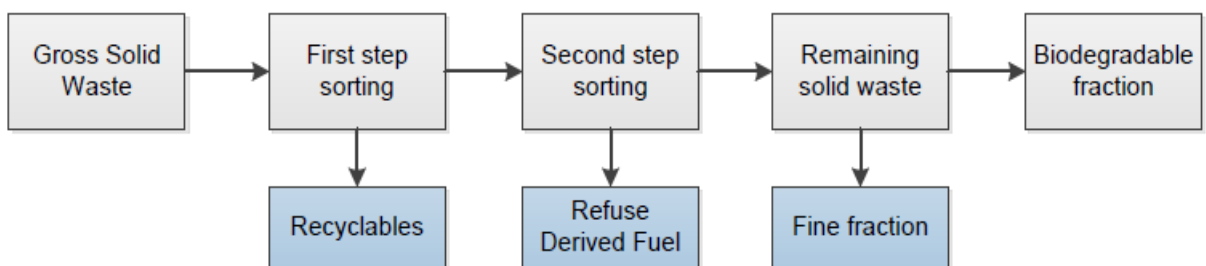 Gross Solid
Waste
First step
sorting
Second step
sorting
Remaining
solid waste
Biodegradable
fraction
Recyclables
Refuse
Derived Fuel
Fine fraction